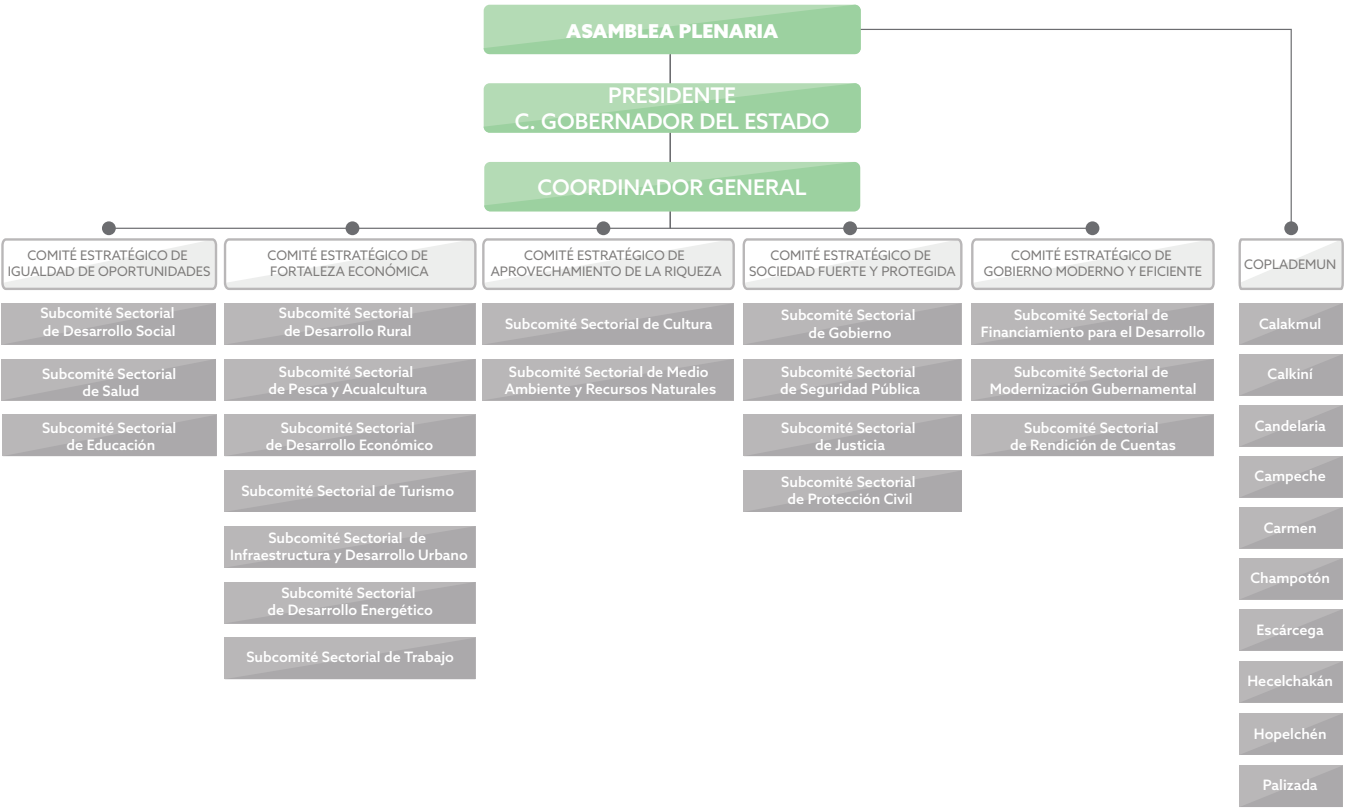 ASAMBLEA PLENARIA
PRESIDENTE
C. GOBERNADOR DEL ESTADO
COORDINADOR GENERAL
COMITÉ ESTRATÉGICO DE
IGUALDAD DE OPORTUNIDADES
Subcomité Sectorial
de Desarrollo Social
Subcomité Sectorial
de Salud
Subcomité Sectorial
de Educación
COMITÉ ESTRATÉGICO DE
FORTALEZA ECONÓMICA
Subcomité Sectorial
de Desarrollo Rural
Subcomité Sectorial
de Pesca y Acualcultura
Subcomité Sectorial
de Desarrollo Económico
Subcomité Sectorial de Turismo
Subcomité Sectorial de
Infraestructura y Desarrollo Urbano
Subcomité Sectorial
de Desarrollo Energético
Subcomité Sectorial de Trabajo
COMITÉ ESTRATÉGICO DE
APROVECHAMIENTO DE LA RIQUEZA
Subcomité Sectorial de Cultura
Subcomité Sectorial de Medio
Ambiente y Recursos Naturales
COMITÉ ESTRATÉGICO DE
SOCIEDAD FUERTE Y PROTEGIDA
Subcomité Sectorial
de Gobierno
Subcomité Sectorial
de Seguridad Pública
Subcomité Sectorial
de Justicia
Subcomité Sectorial
de Protección Civil
COMITÉ ESTRATÉGICO DE
GOBIERNO MODERNO Y EFICIENTE
Subcomité Sectorial de
Financiamiento para el Desarrollo
Subcomité Sectorial de
Modernización Gubernamental
Subcomité Sectorial
de Rendición de Cuentas
COPLADEMUN
Calakmul
Calkiní
Candelaria
Campeche
Carmen
Champotón
Escárcega
Hecelchakán
Hopelchén
Palizada